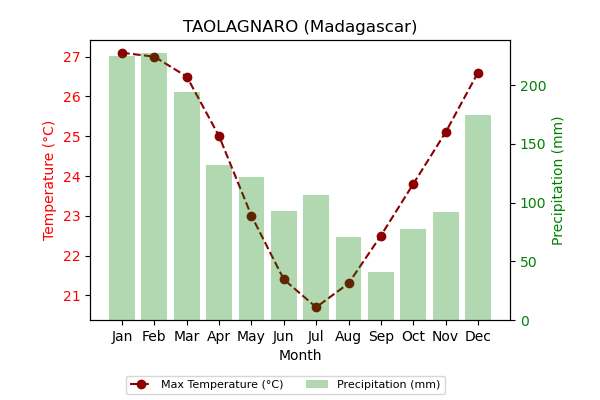 TAOLAGNARO (Madagascar)
Temperature (°C)
27
26
25
24
23
22
21
200
150
100
50
0
Precipitation (mm)
Jan Feb Mar Apr May Jun Jul Aug Sep Oct Nov Dec
Month
Max Temperature (°C) Precipitation (mm)